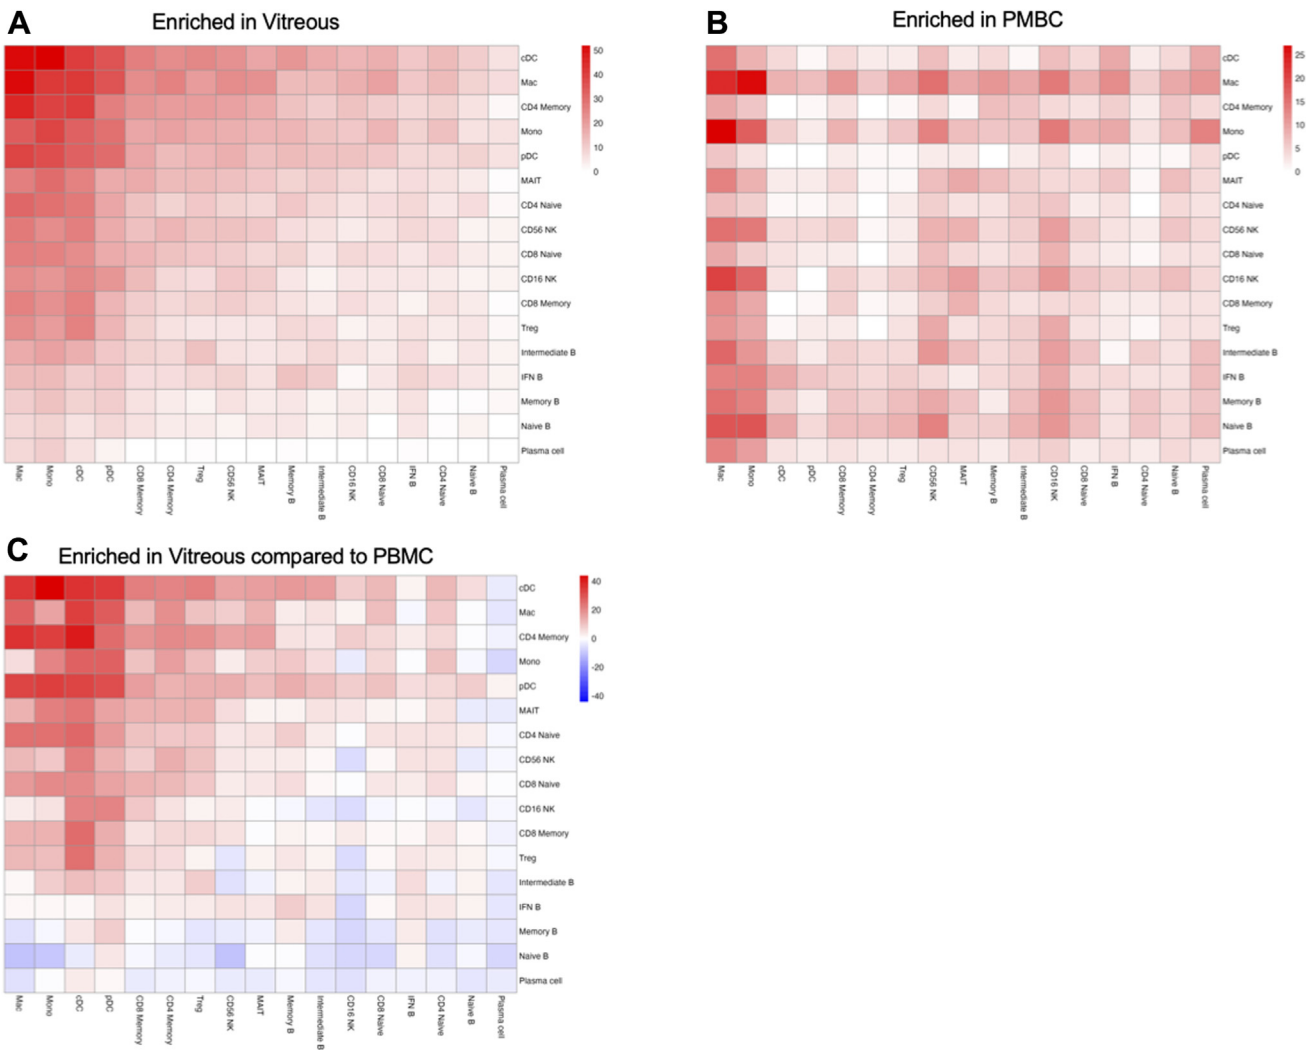 A
Enriched in Vitreous
50
40
30
20
10
0
cDC
Mac
CD4 Memory
Mono
pDC
MAIT
CD4 Naive
CD56 NK
CD8 Naive
CD16 NK
CD8 Memory
Treg
Intermediate B
IFN B
Memory B
Naive B
Plasma cell
Mac
Mono
cDC
pDC
CD8 Memory
CD4 Memory
Treg
CD56 NK
MAIT
Memory B
Intermediate B
CD16 NK
CD8 Naive
IFN B
CD4 Naive
Naive B
Plasma cell
B
Enriched in PMBC
25
20
15
10
5
0
cDC
Mac
CD4 Memory
Mono
pDC
MAIT
CD4 Naive
CD56 NK
CD8 Naive
CD16 NK
CD8 Memory
Treg
Intermediate B
IFN B
Memory B
Naive B
Plasma cell
Mac
Mono
cDC
pDC
CD8 Memory
CD4 Memory
Treg
CD56 NK
MAIT
Memory B
Intermediate B
CD16 NK
CD8 Naive
IFN B
CD4 Naive
Naive B
Plasma cell
C
Enriched in Vitreous compared to PBMC
40
20
0
-20
-40
cDC
Mac
CD4 Memory
Mono
pDC
MAIT
CD4 Naive
CD56 NK
CD8 Naive
CD16 NK
CD8 Memory
Treg
Intermediate B
IFN B
Memory B
Naive B
Plasma cell
Mac
Mono
cDC
pDC
CD8 Memory
CD4 Memory
Treg
CD56 NK
MAIT
Memory B
Intermediate B
CD16 NK
CD8 Naive
IFN B
CD4 Naive
Naive B
Plasma cell